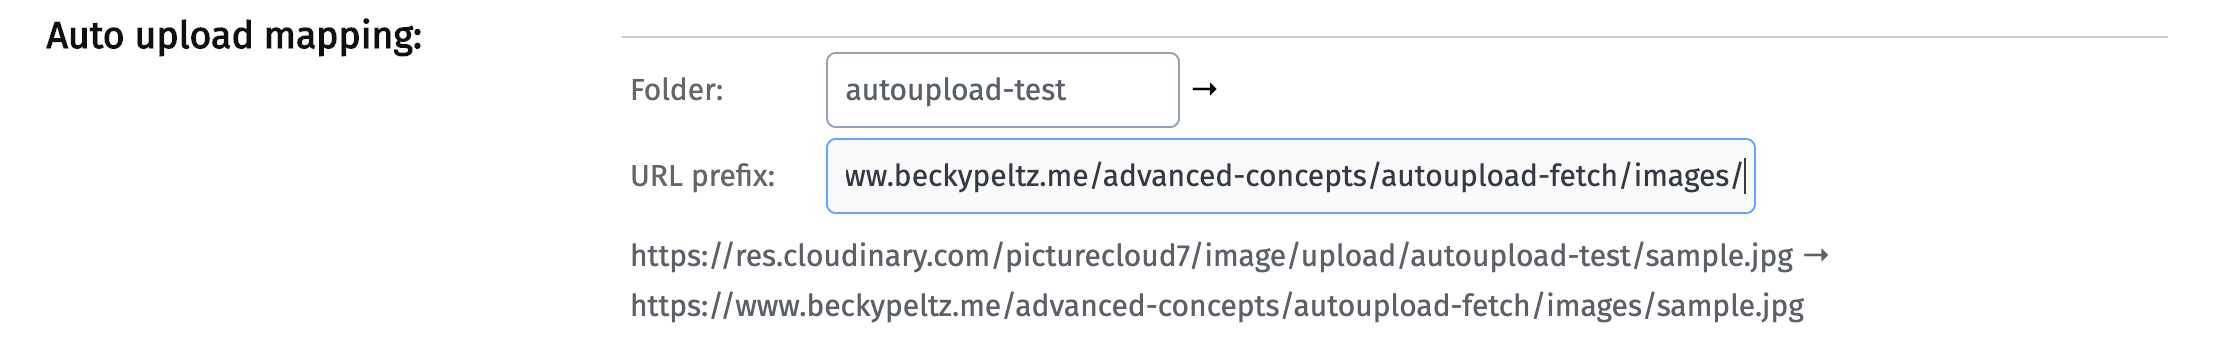 Auto upload mapping:
Folder: autoupload-test →
URL prefix: ww.beckypeltz.me/advanced-concepts/autoupload-fetch/images/
https://res.cloudinary.com/picturecloud7/image/upload/autoupload-test/sample.jpg →
https://www.beckypeltz.me/advanced-concepts/autoupload-fetch/images/sample.jpg